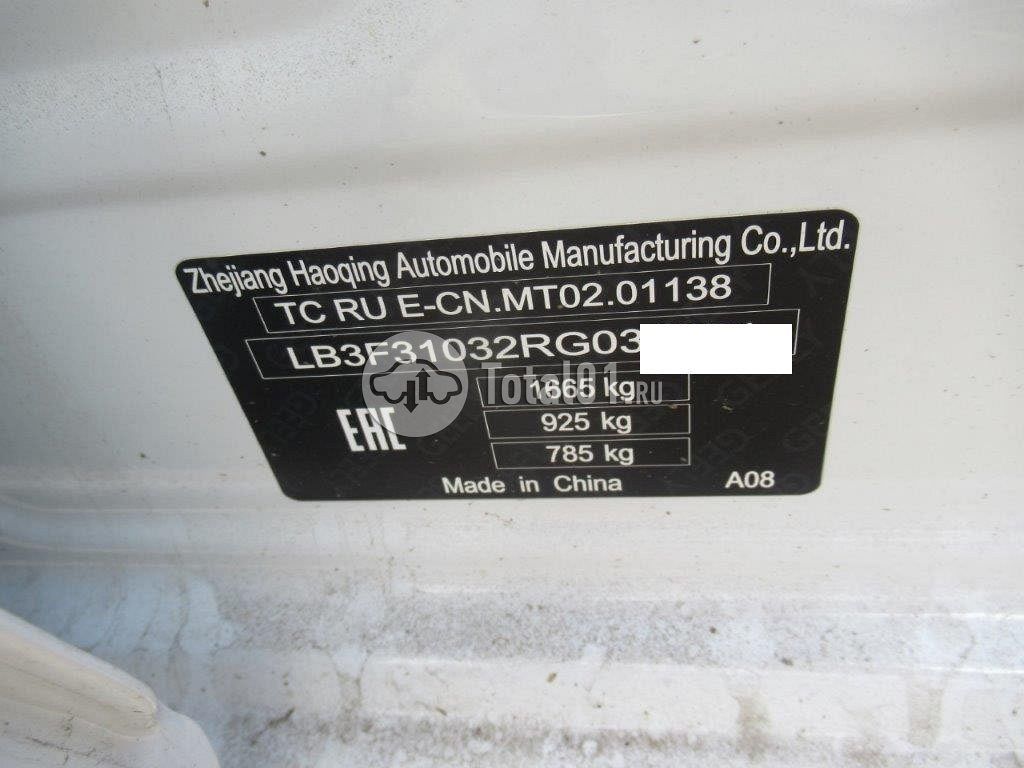 Zhejiang Haoqing Automobile Manufacturing Co.,Ltd.
TC RU E-CN.MT02.01138
LB3F31032RG03
Total01.RU
1665 kg
925 kg
EAC
785 kg
Made in China A08